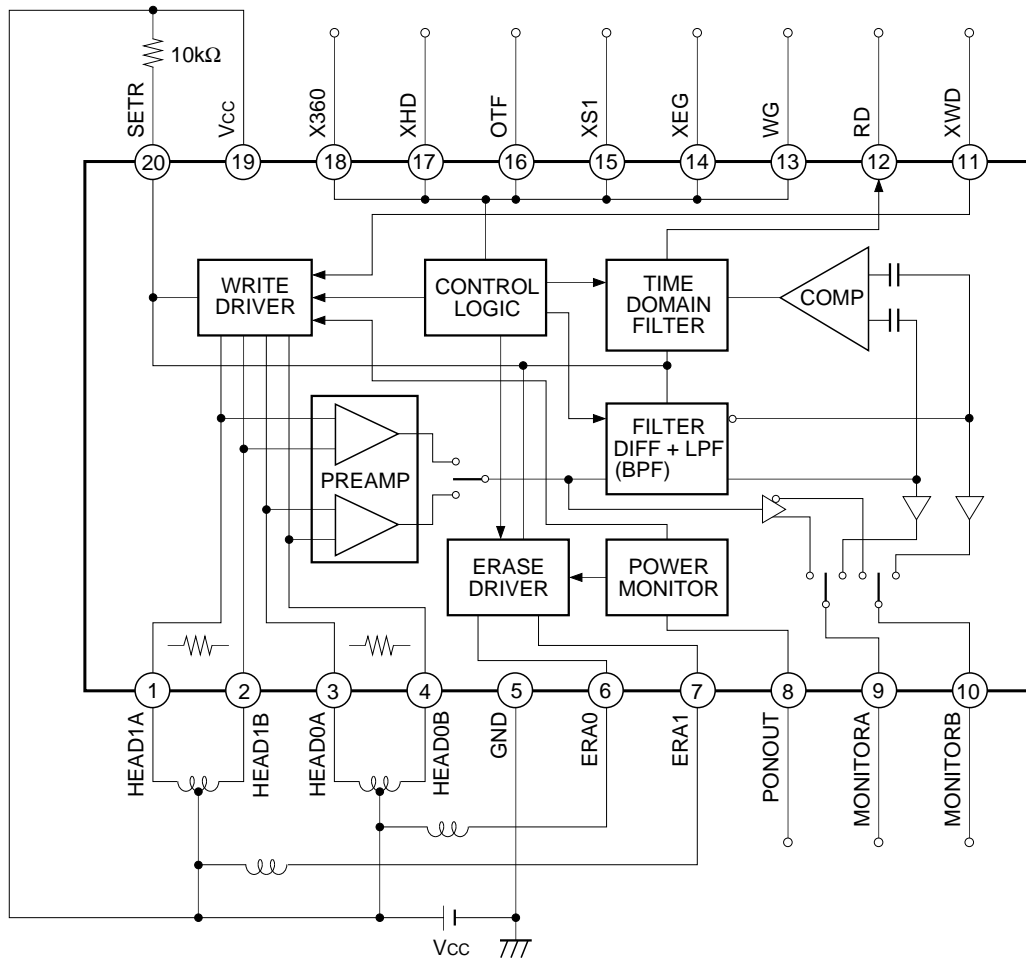 10kΩ
SETR
VCC
X360
XHD
OTF
XS1
XEG
WG
RD
XWD
20
19
18
17
16
15
14
13
12
11
WRITE
DRIVER
CONTROL
LOGIC
TIME
DOMAIN
FILTER
COMP
PREAMP
FILTER
DIFF + LPF
(BPF)
ERASE
DRIVER
POWER
MONITOR
1
2
3
4
5
6
7
8
9
10
HEAD1A
HEAD1B
HEAD0A
HEAD0B
GND
ERA0
ERA1
PONOUT
MONITORA
MONITORB
VCC